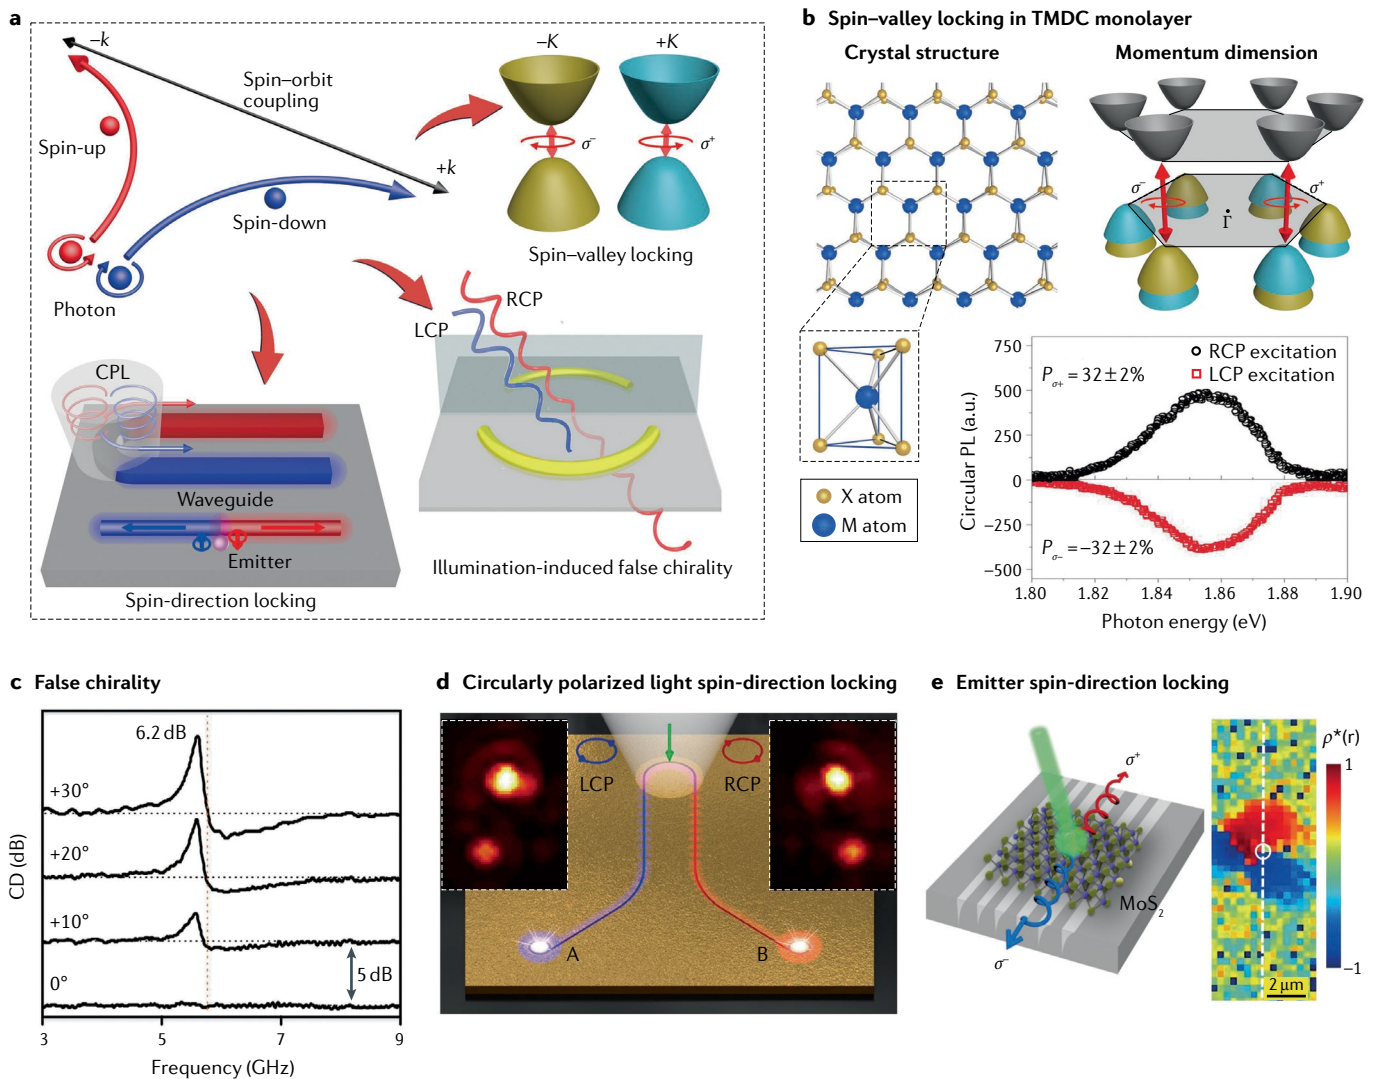 a
–k
Spin–orbit
coupling
Spin-up
+k
Spin-down
Photon
–K
+K
σ–
σ+
Spin–valley locking
RCP
LCP
CPL
Waveguide
Emitter
Spin-direction locking
Illumination-induced false chirality
b Spin–valley locking in TMDC monolayer
Crystal structure
Momentum dimension
σ–
σ+
Γ
X atom
M atom
Circular PL (a.u.)
750
500
250
0
–250
–500
RCP excitation
LCP excitation
Pσ+ = 32±2%
Pσ– = –32±2%
1.80
1.82
1.84
1.86
1.88
1.90
Photon energy (eV)
c False chirality
CD (dB)
6.2 dB
+30°
+20°
+10°
0°
5 dB
3
5
7
9
Frequency (GHz)
d Circularly polarized light spin-direction locking
LCP
RCP
A
B
e Emitter spin-direction locking
σ+
MoS2
σ–
ρ*(r)
1
–1
2 µm